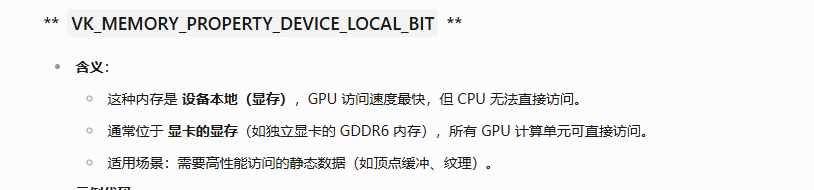 ** VK_MEMORY_PROPERTY_DEVICE_LOCAL_BIT **
含义：
这种内存是 设备本地（显存），GPU 访问速度最快，但 CPU 无法直接访问。
通常位于 显卡的显存（如独立显卡的 GDDR6 内存），所有 GPU 计算单元可直接访问。
适用场景：需要高性能访问的静态数据（如顶点缓冲、纹理）。